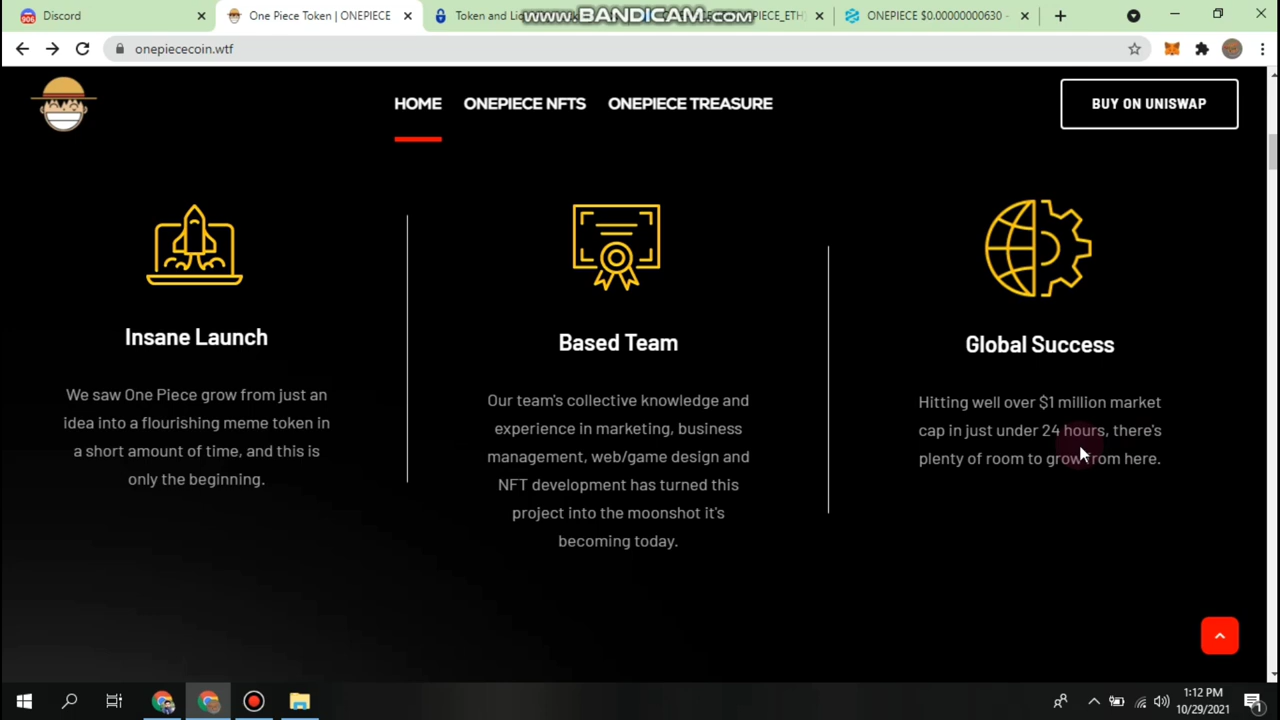 906
Discord
One Piece Token | ONEPIECE
Token and Li
www.BANDICAM.com
PIECE_ETH
ONEPIECE $0.00000000630 -
onepiececoin.wtf
HOME
ONEPIECE NFTS
ONEPIECE TREASURE
BUY ON UNISWAP
Insane Launch
We saw One Piece grow from just an
idea into a flourishing meme token in
a short amount of time, and this is
only the beginning.
Based Team
Our team's collective knowledge and
experience in marketing, business
management, web/game design and
NFT development has turned this
project into the moonshot it's
becoming today.
Global Success
Hitting well over $1 million market
cap in just under 24 hours, there's
plenty of room to grow from here.
1:12 PM
10/29/2021
1